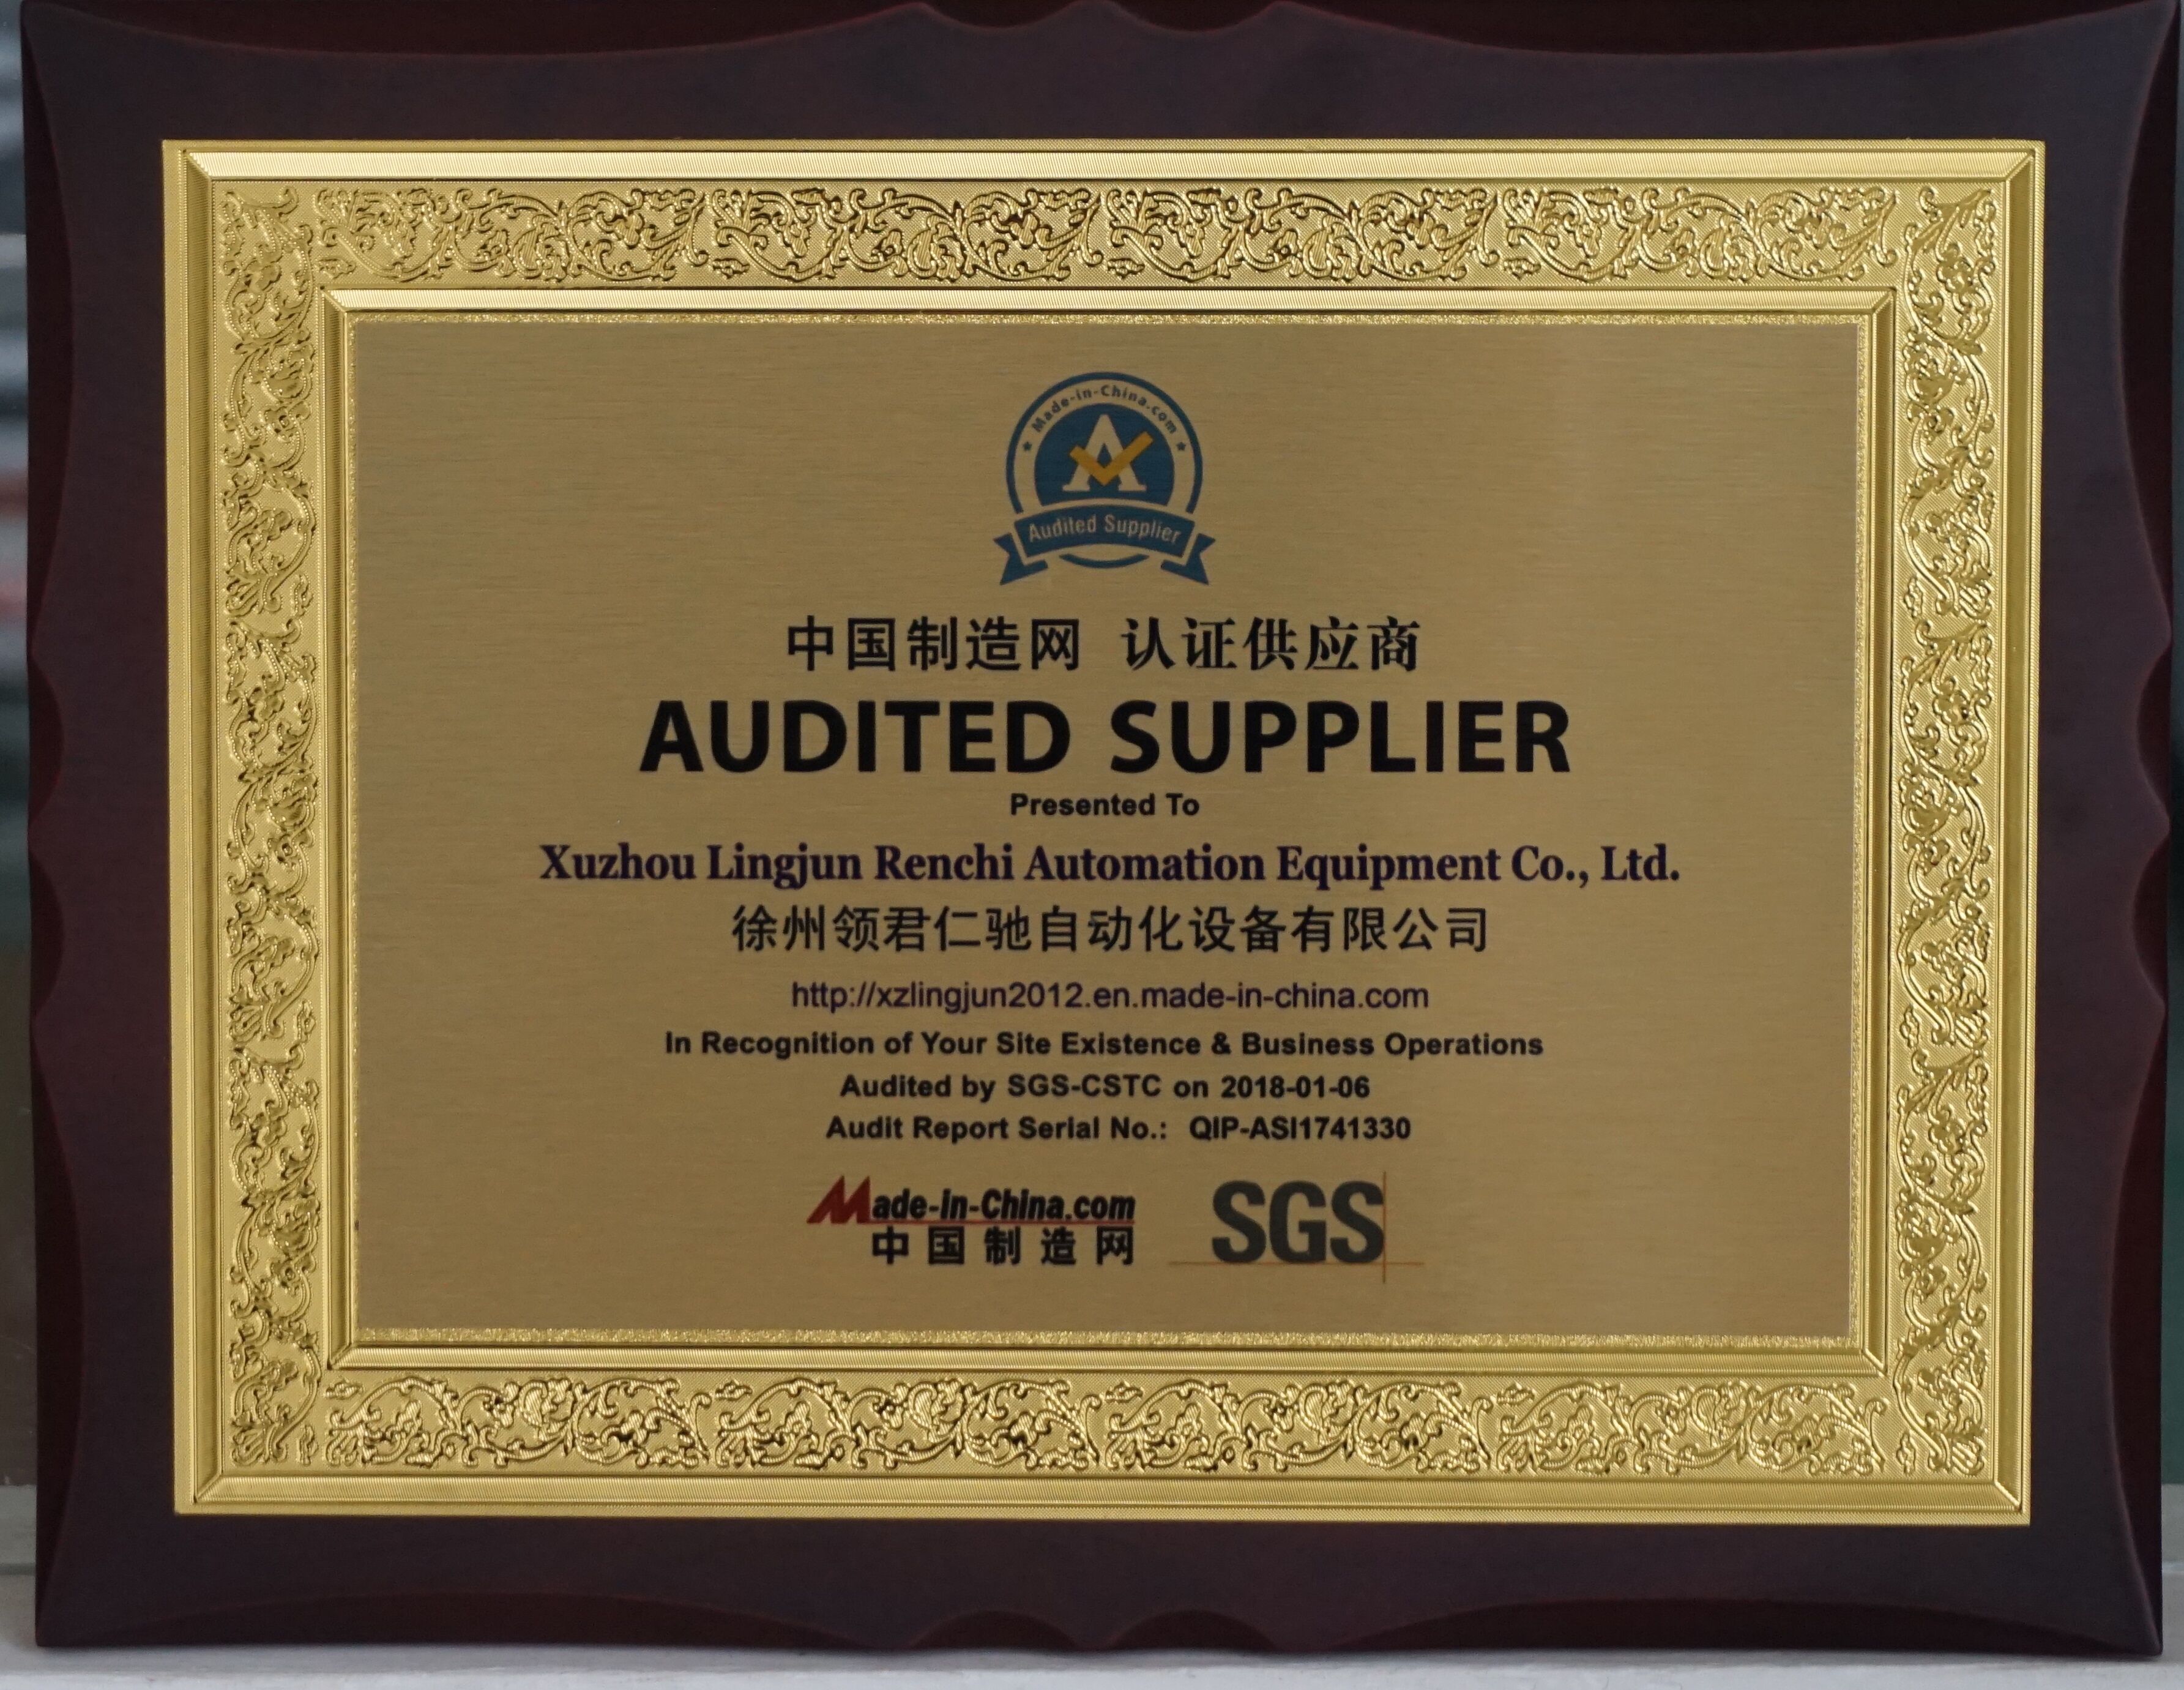 Made-in-China.com
A
Audited Supplier
中国制造网 认证供应商
AUDITED SUPPLIER
Presented To
Xuzhou Lingjun Renchi Automation Equipment Co., Ltd.
徐州领君仁驰自动化设备有限公司
http://xzlingjun2012.en.made-in-china.com
In Recognition of Your Site Existence & Business Operations
Audited by SGS-CSTC on 2018-01-06
Audit Report Serial No.: QIP-ASI1741330
Made-in-China.com
中国制造网
SGS